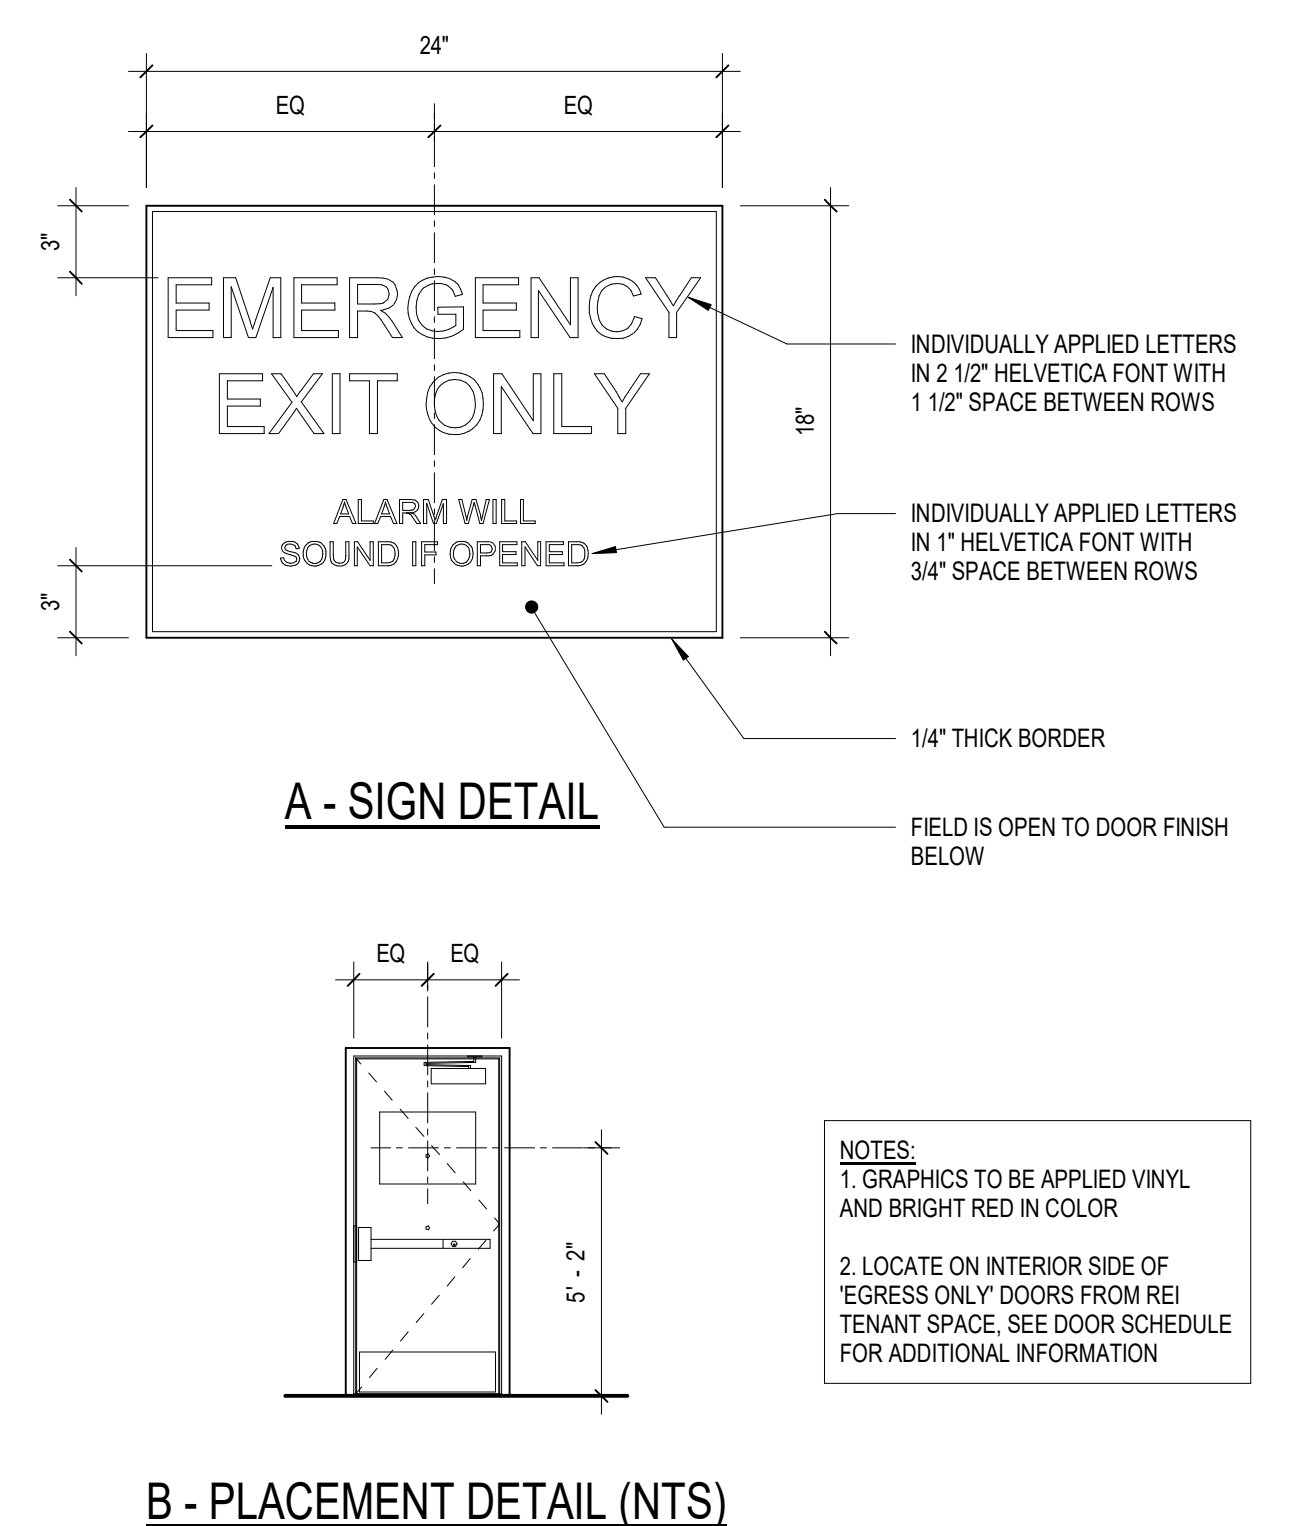 24"
EQ
EQ
3"
EMERGENCY
EXIT ONLY
ALARM WILL
SOUND IF OPENED
3"
18"
INDIVIDUALLY APPLIED LETTERS
IN 2 1/2" HELVETICA FONT WITH
1 1/2" SPACE BETWEEN ROWS
INDIVIDUALLY APPLIED LETTERS
IN 1" HELVETICA FONT WITH
3/4" SPACE BETWEEN ROWS
1/4" THICK BORDER
FIELD IS OPEN TO DOOR FINISH
BELOW
A - SIGN DETAIL
EQ
EQ
5' - 2"
NOTES:
1. GRAPHICS TO BE APPLIED VINYL
AND BRIGHT RED IN COLOR
2. LOCATE ON INTERIOR SIDE OF
'EGRESS ONLY' DOORS FROM REI
TENANT SPACE, SEE DOOR SCHEDULE
FOR ADDITIONAL INFORMATION
B - PLACEMENT DETAIL (NTS)